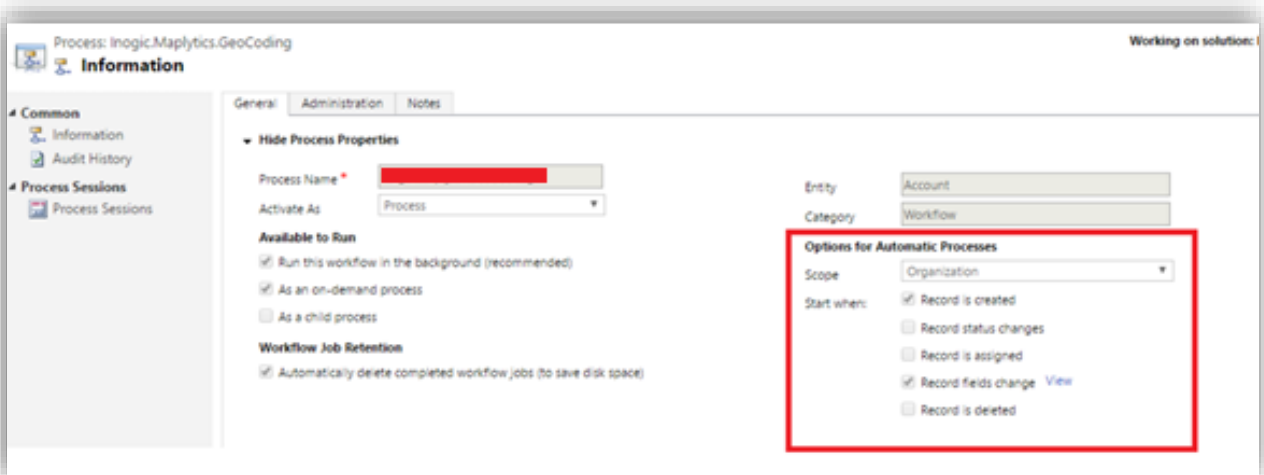 Process: Inogic.Maplytics.GeoCoding
Information
Working on solution:
Common
Information
Audit History
Process Sessions
Process Sessions
General Administration Notes
Hide Process Properties
Process Name *
Activate As Process
Available to Run
Run this workflow in the background (recommended)
As an on-demand process
As a child process
Workflow Job Retention
Automatically delete completed workflow jobs (to save disk space)
Entity Account
Category Workflow
Options for Automatic Processes
Scope Organization
Start when: Record is created
Record status changes
Record is assigned
Record fields change View
Record is deleted